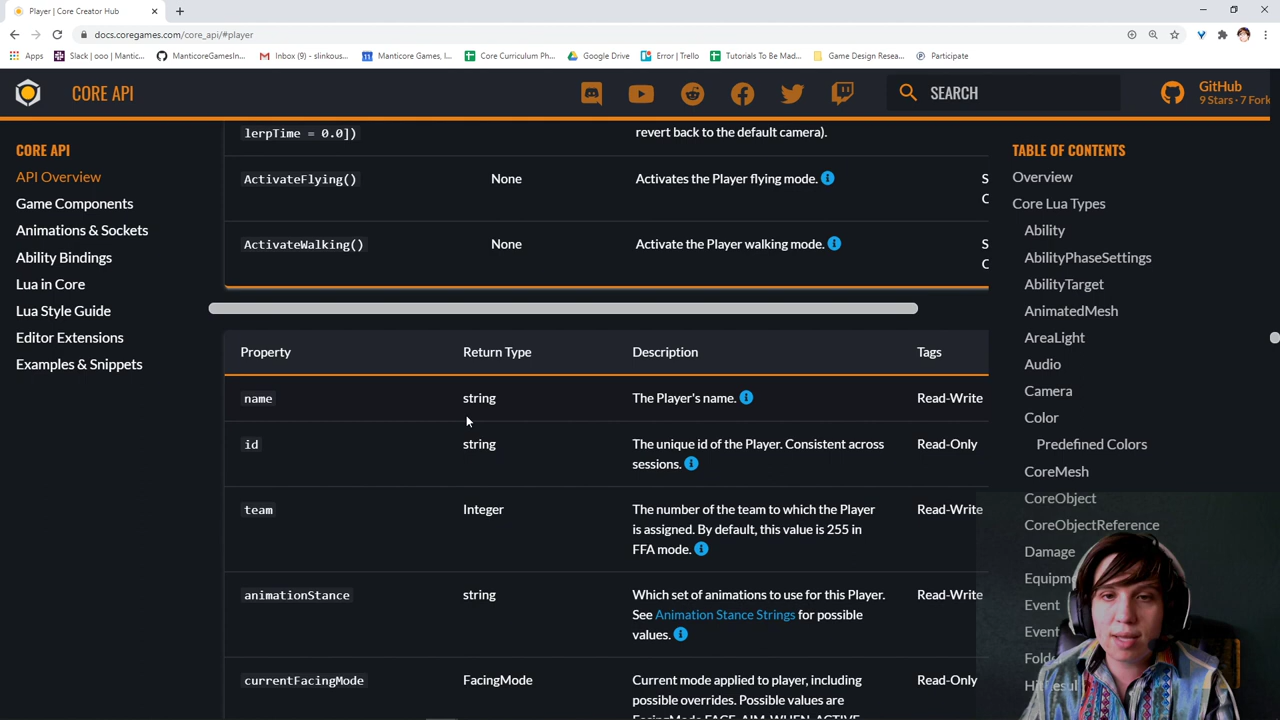 Player | Core Creator Hub
docs.coregames.com/core_api/#player
Apps
Slack | ooo | Mantic...
ManticoreGamesIn...
Inbox (9) - slinkous...
Manticore Games, I...
Core Curriculum Ph...
Google Drive
Error | Trello
Tutorials To Be Mad...
Game Design Resea...
Participate
CORE API
SEARCH
GitHub
9 Stars · 7 Fork
CORE API
API Overview
Game Components
Animations & Sockets
Ability Bindings
Lua in Core
Lua Style Guide
Editor Extensions
Examples & Snippets
lerpTime = 0.0])
revert back to the default camera).
ActivateFlying()
None
Activates the Player flying mode.
S
C
ActivateWalking()
None
Activate the Player walking mode.
S
C
Property
Return Type
Description
Tags
name
string
The Player's name.
Read-Write
id
string
The unique id of the Player. Consistent across
sessions.
Read-Only
team
Integer
The number of the team to which the Player
is assigned. By default, this value is 255 in
FFA mode.
Read-Write
animationStance
string
Which set of animations to use for this Player.
See Animation Stance Strings for possible
values.
Read-Write
currentFacingMode
FacingMode
Current mode applied to player, including
possible overrides. Possible values are
FacingMode.FACE_AIM_WHEN_ACTIVE
Read-Only
TABLE OF CONTENTS
Overview
Core Lua Types
Ability
AbilityPhaseSettings
AbilityTarget
AnimatedMesh
AreaLight
Audio
Camera
Color
Predefined Colors
CoreMesh
CoreObject
CoreObjectReference
Damage
Equipm
Event
Event
Fold
HitResul